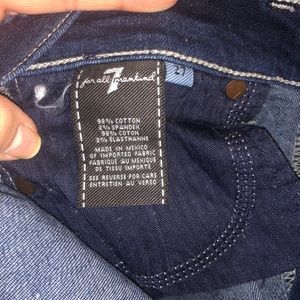 7
for all mankind®
27
98% COTTON
2% SPANDEX
98% COTON
2% ELASTHANNE
MADE IN MEXICO
OF IMPORTED FABRIC
FABRIQUÉ AU MEXIQUE
DE TISSU IMPORTÉ
SEE REVERSE FOR CARE
ENTRETIEN AU VERSO